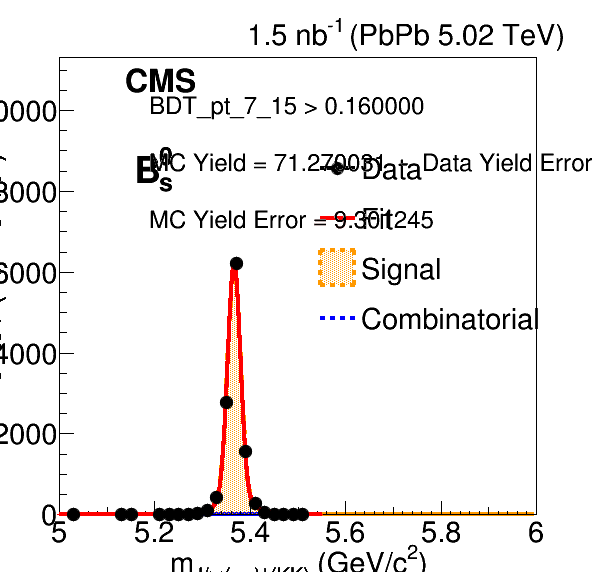 1.5 nb-1 (PbPb 5.02 TeV)
CMS
BDT_pt_7_15 > 0.160000
B0s
MC Yield = 71.270031
Data Yield Error
Data
MC Yield Error = 9.301245
Fit
Signal
Combinatorial
8000
6000
4000
2000
0
5 5.2 5.4 5.6 5.8 6
m (GeV/c2)